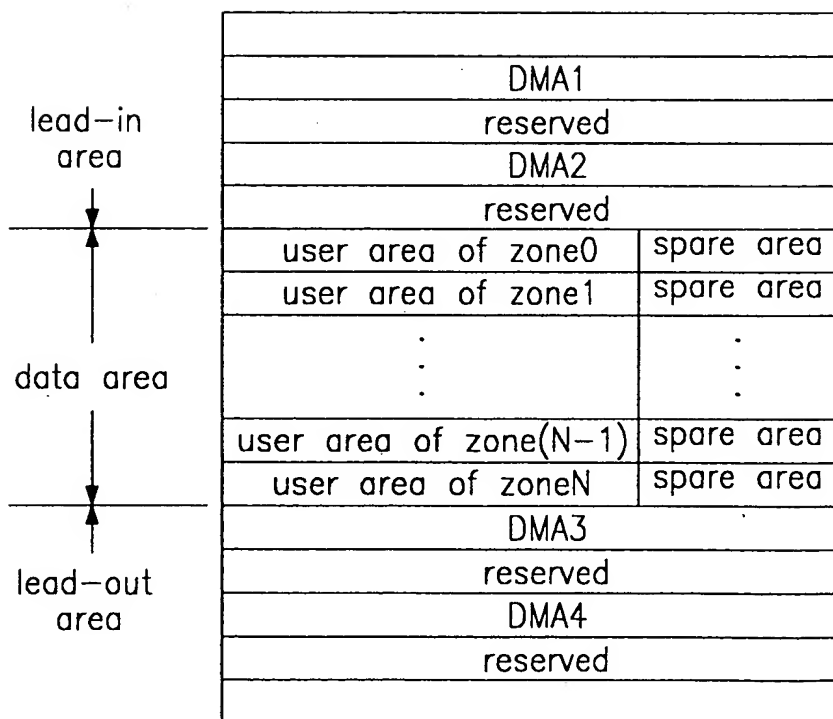 DMA1
lead-in
area
reserved
DMA2
reserved
user area of zone0 spare area
user area of zone1 spare area
data area
user area of zone(N-1) spare area
user area of zoneN spare area
DMA3
lead-out
area
reserved
DMA4
reserved